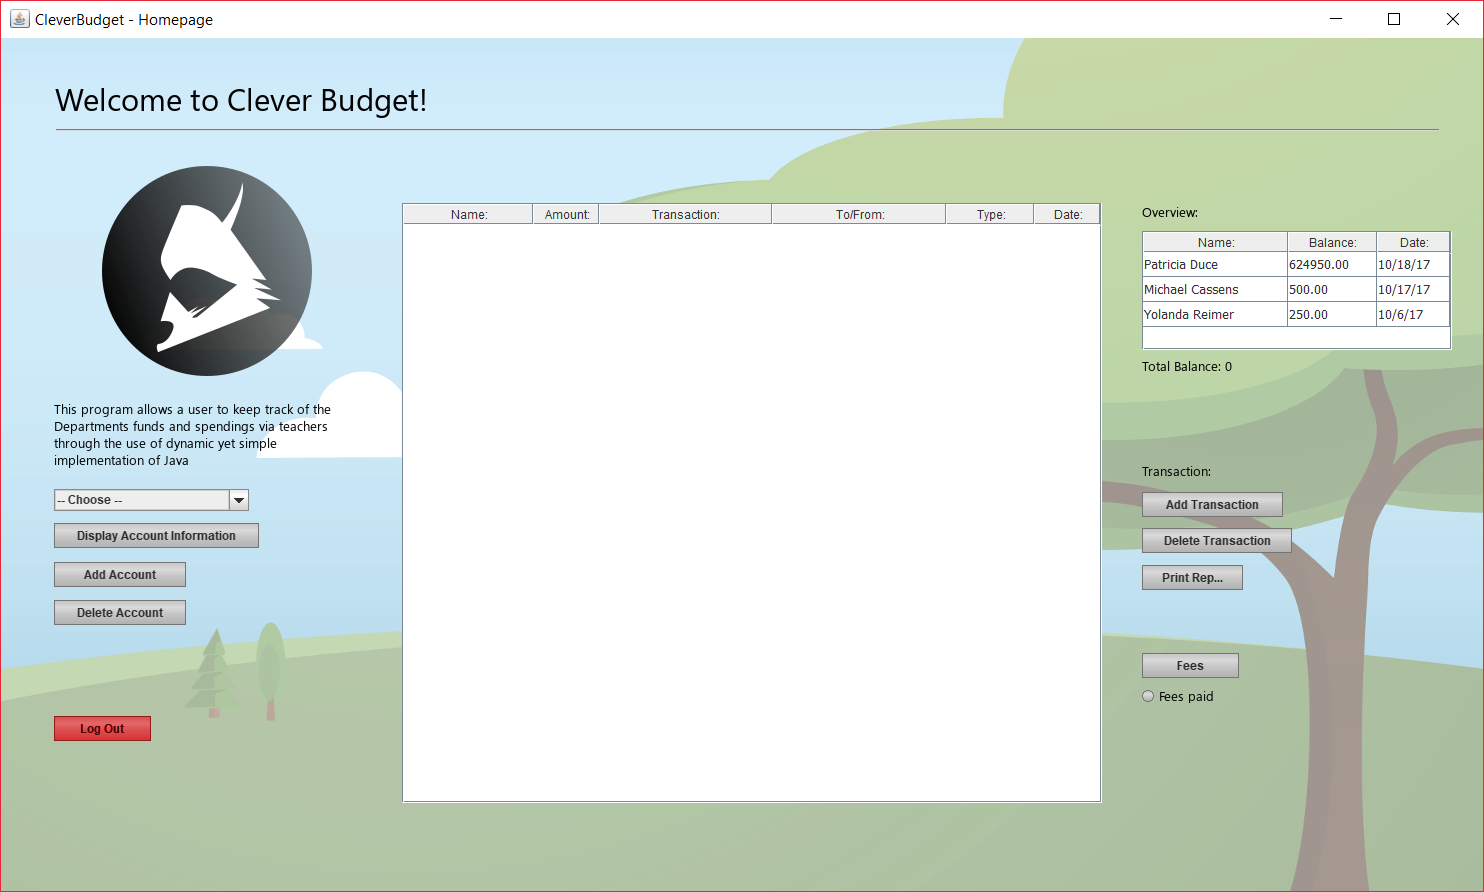 CleverBudget - Homepage
Welcome to Clever Budget!
This program allows a user to keep track of the
Departments funds and spendings via teachers
through the use of dynamic yet simple
implementation of Java
-- Choose --
Display Account Information
Add Account
Delete Account
Log Out
Name: Amount: Transaction: To/From: Type: Date:
Overview:
Name: Balance: Date:
Patricia Duce 624950.00 10/18/17
Michael Cassens 500.00 10/17/17
Yolanda Reimer 250.00 10/6/17
Total Balance: 0
Transaction:
Add Transaction
Delete Transaction
Print Rep...
Fees
Fees paid